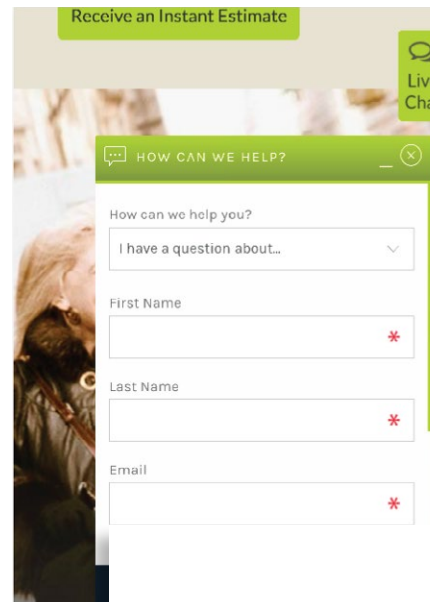 Receive an Instant Estimate
HOW CAN WE HELP?
How can we help you?
I have a question about...
First Name
*
Last Name
*
Email
*